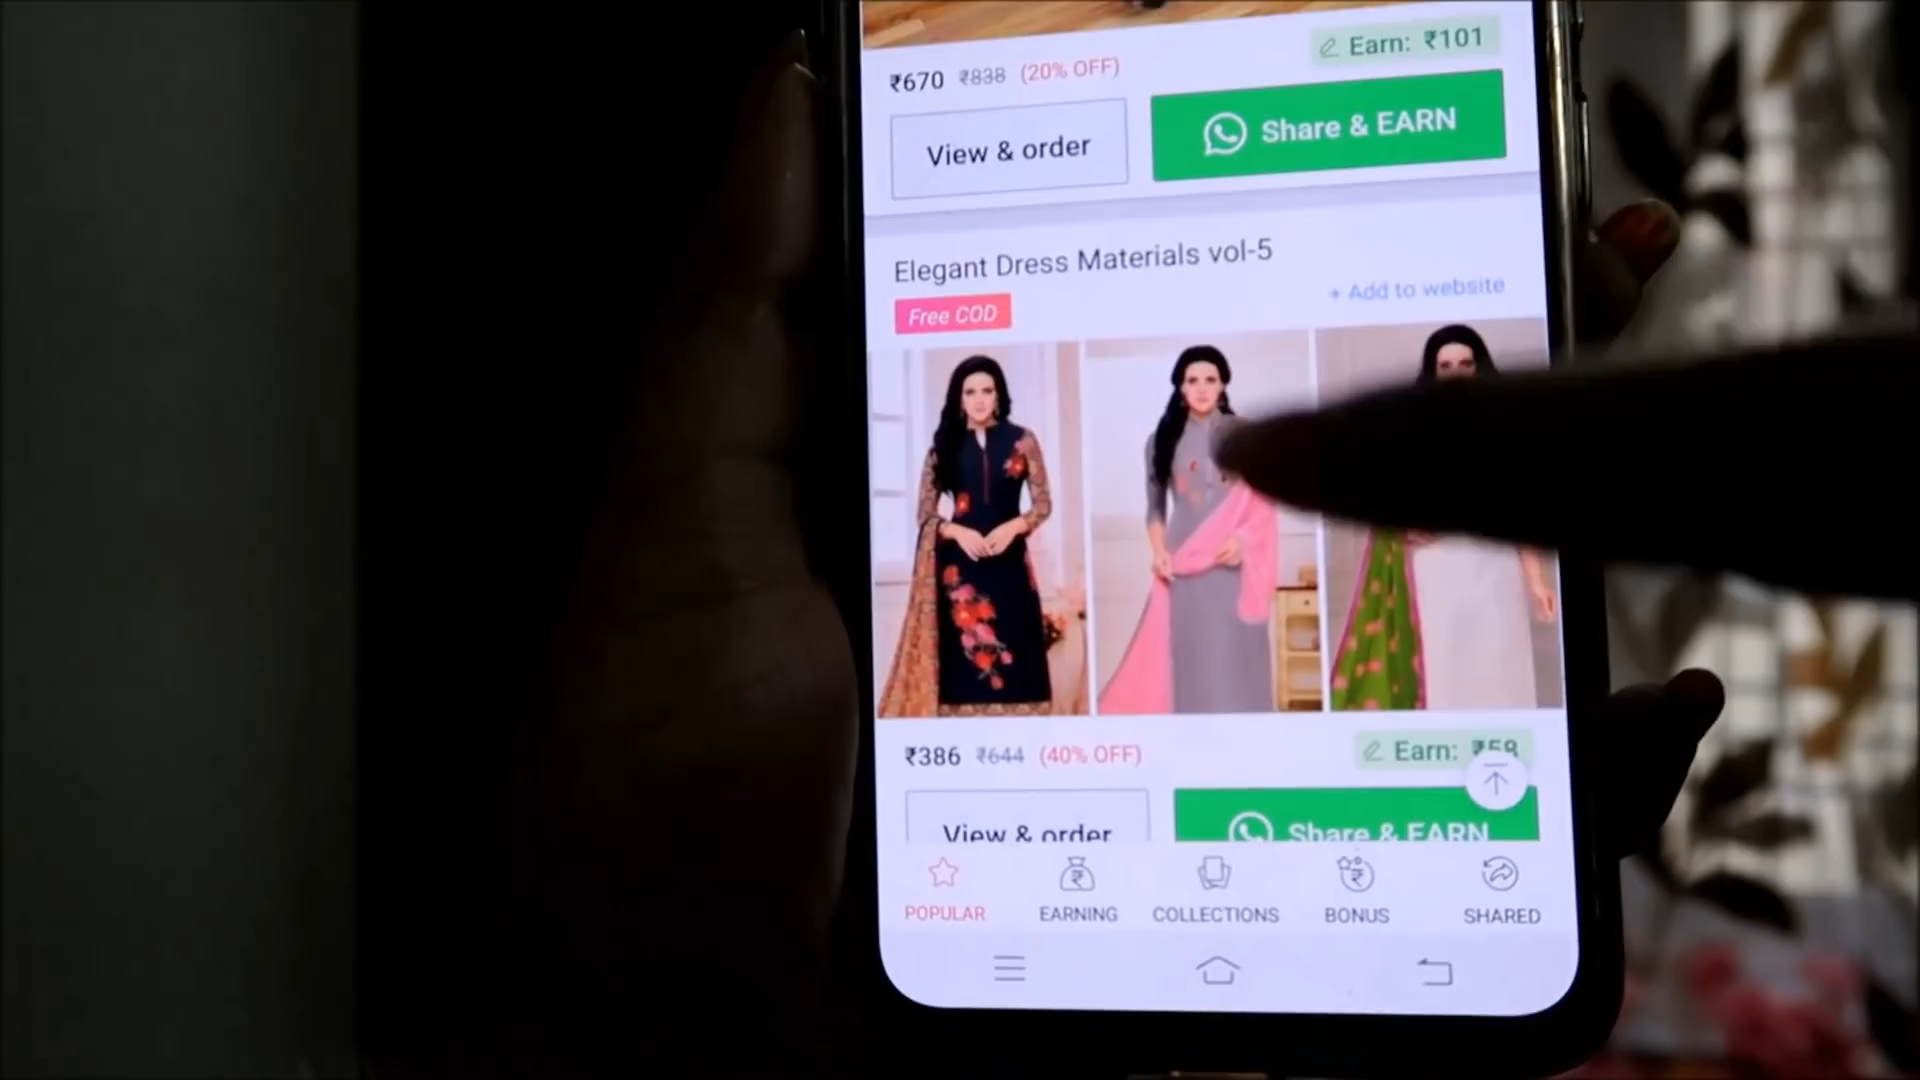 Earn: ₹101
₹670 ₹838 (20% OFF)
View & order
Share & EARN
Elegant Dress Materials vol-5
Free COD
+ Add to website
₹386 ₹644 (40% OFF)
Earn:
View & order
Share & EARN
POPULAR
EARNING
COLLECTIONS
BONUS
SHARED